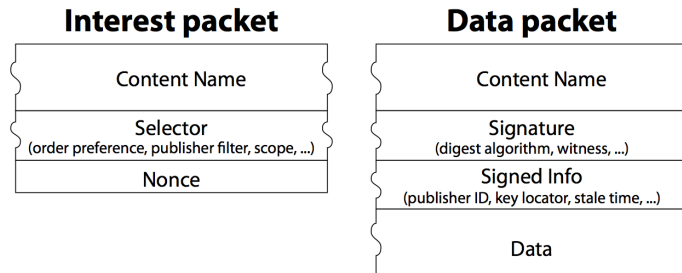 Interest packet
Content Name
Selector
(order preference, publisher filter, scope, ...)
Nonce
Data packet
Content Name
Signature
(digest algorithm, witness, ...)
Signed Info
(publisher ID, key locator, stale time, ...)
Data